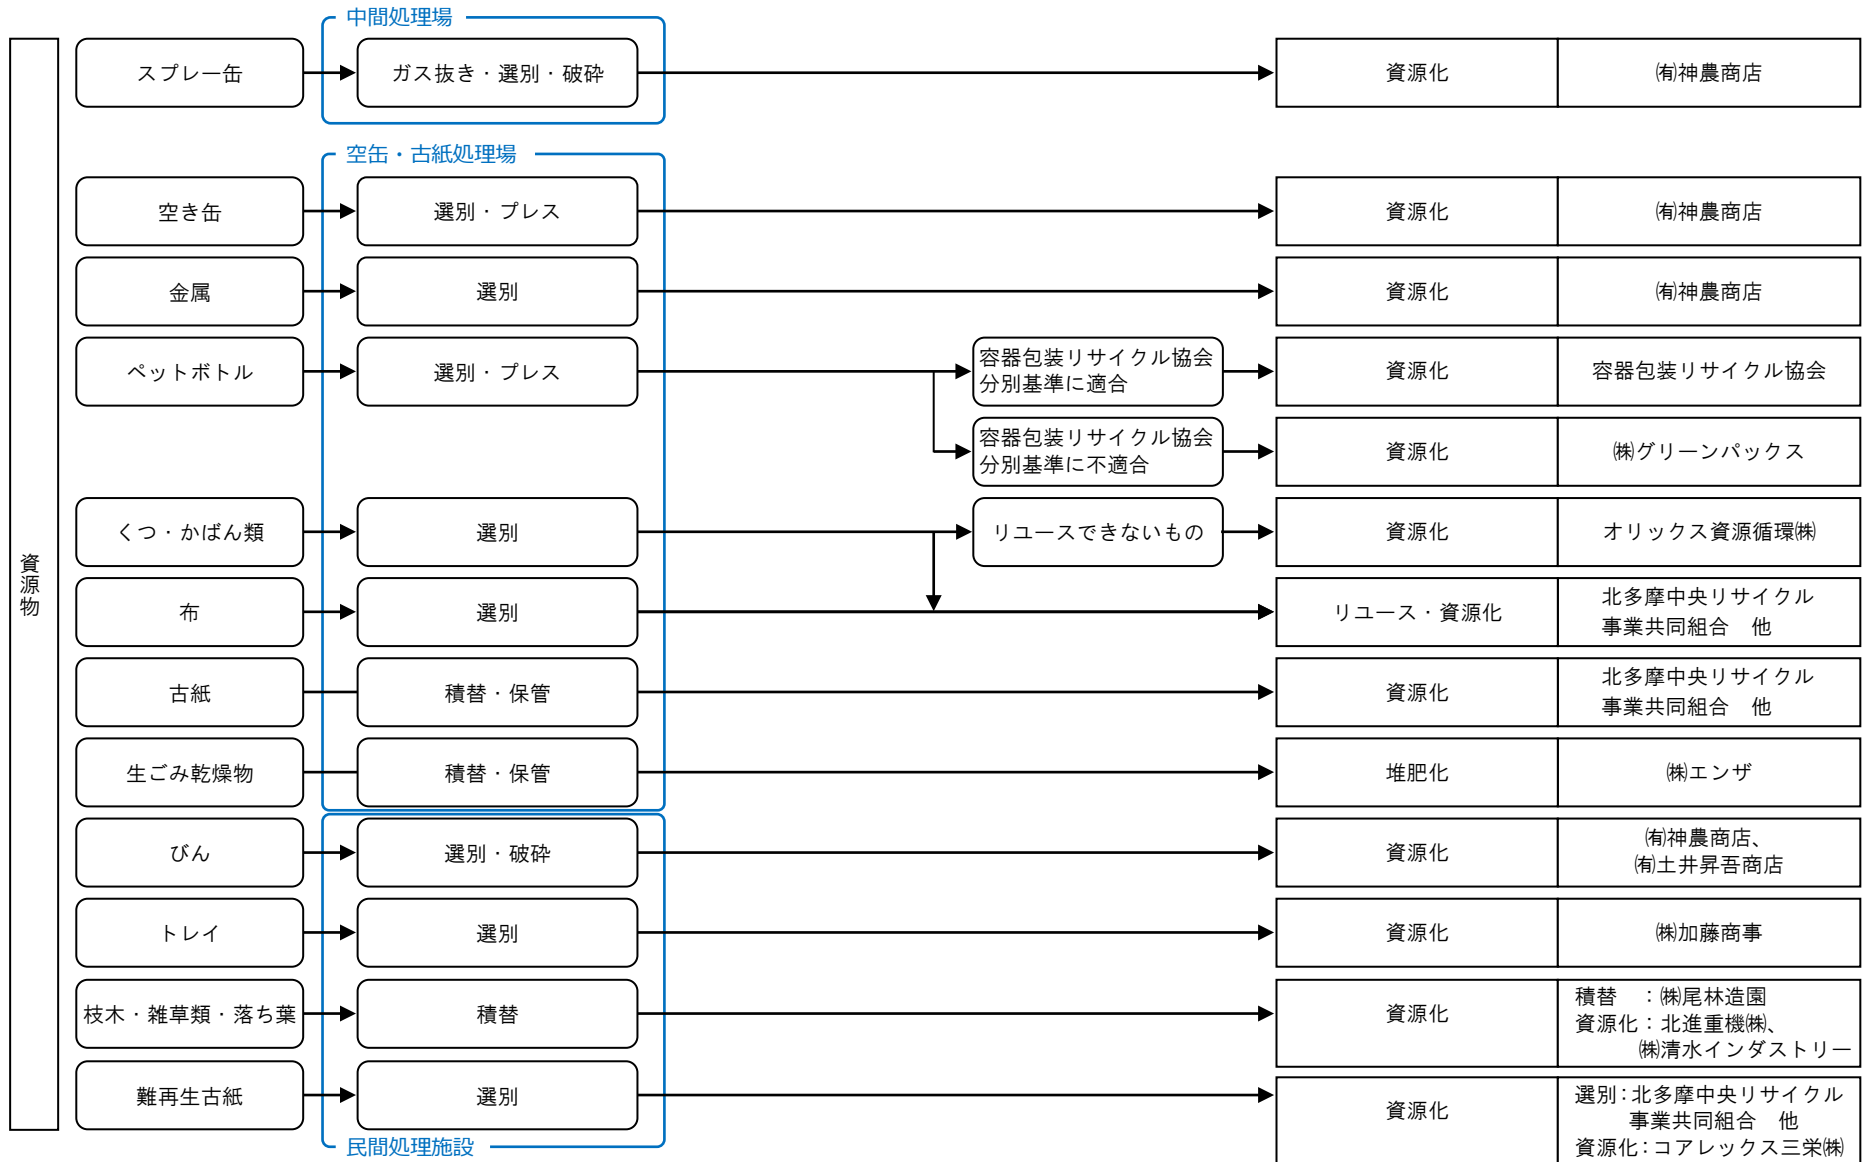 中間処理場
資源物
スプレー缶
ガス抜き・選別・破砕
資源化
㈲神農商店
空缶・古紙処理場
空き缶
選別・プレス
資源化
㈲神農商店
金属
選別
資源化
㈲神農商店
ペットボトル
選別・プレス
容器包装リサイクル協会
分別基準に適合
資源化
容器包装リサイクル協会
容器包装リサイクル協会
分別基準に不適合
資源化
㈱グリーンパックス
くつ・かばん類
選別
リユースできないもの
資源化
オリックス資源循環㈱
布
選別
リユース・資源化
北多摩中央リサイクル
事業共同組合　他
古紙
積替・保管
資源化
北多摩中央リサイクル
事業共同組合　他
生ごみ乾燥物
積替・保管
堆肥化
㈱エンザ
びん
選別・破砕
資源化
㈲神農商店、
㈲土井昇吾商店
トレイ
選別
資源化
㈱加藤商事
枝木・雑草類・落ち葉
積替
資源化
積替　：㈱尾林造園
資源化：北進重機㈱、
㈱清水インダストリー
難再生古紙
選別
資源化
選別：北多摩中央リサイクル
事業共同組合　他
資源化：コアレックス三栄㈱
民間処理施設